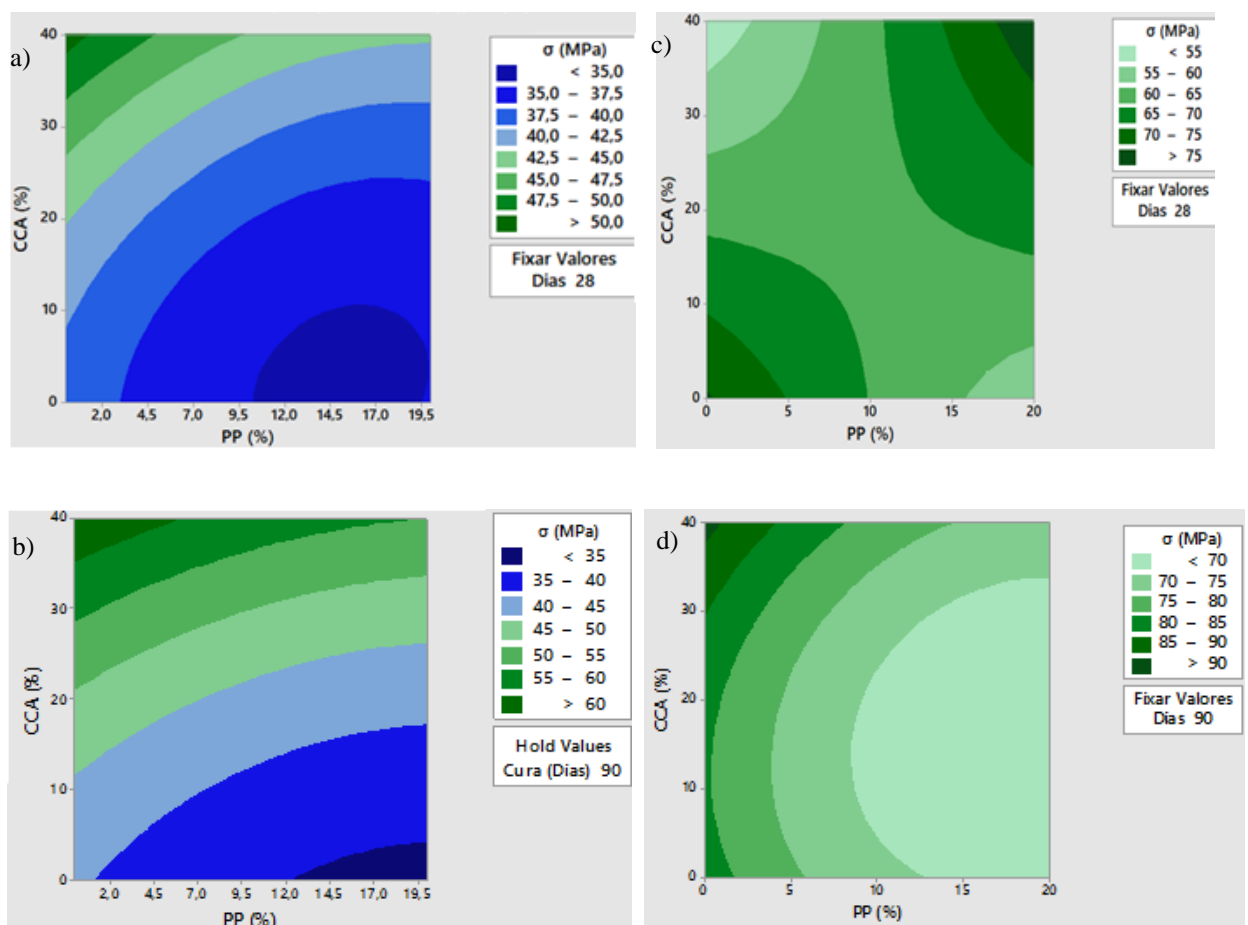 a)
40
30
20
10
0
CCA (%)
2,0 4,5 7,0 9,5 12,0 14,5 17,0 19,5
PP (%)
σ (MPa)
< 35,0
35,0 – 37,5
37,5 – 40,0
40,0 – 42,5
42,5 – 45,0
45,0 – 47,5
47,5 – 50,0
> 50,0
Fixar Valores
Dias 28
c)
40
30
20
10
0
CCA (%)
0 5 10 15 20
PP (%)
σ (MPa)
< 55
55 – 60
60 – 65
65 – 70
70 – 75
> 75
Fixar Valores
Dias 28
b)
40
30
20
10
0
CCA (%)
2,0 4,5 7,0 9,5 12,0 14,5 17,0 19,5
PP (%)
σ (MPa)
< 35
35 – 40
40 – 45
45 – 50
50 – 55
55 – 60
> 60
Hold Values
Cura (Dias) 90
d)
40
30
20
10
0
CCA (%)
0 5 10 15 20
PP (%)
σ (MPa)
< 70
70 – 75
75 – 80
80 – 85
85 – 90
> 90
Fixar Valores
Dias 90